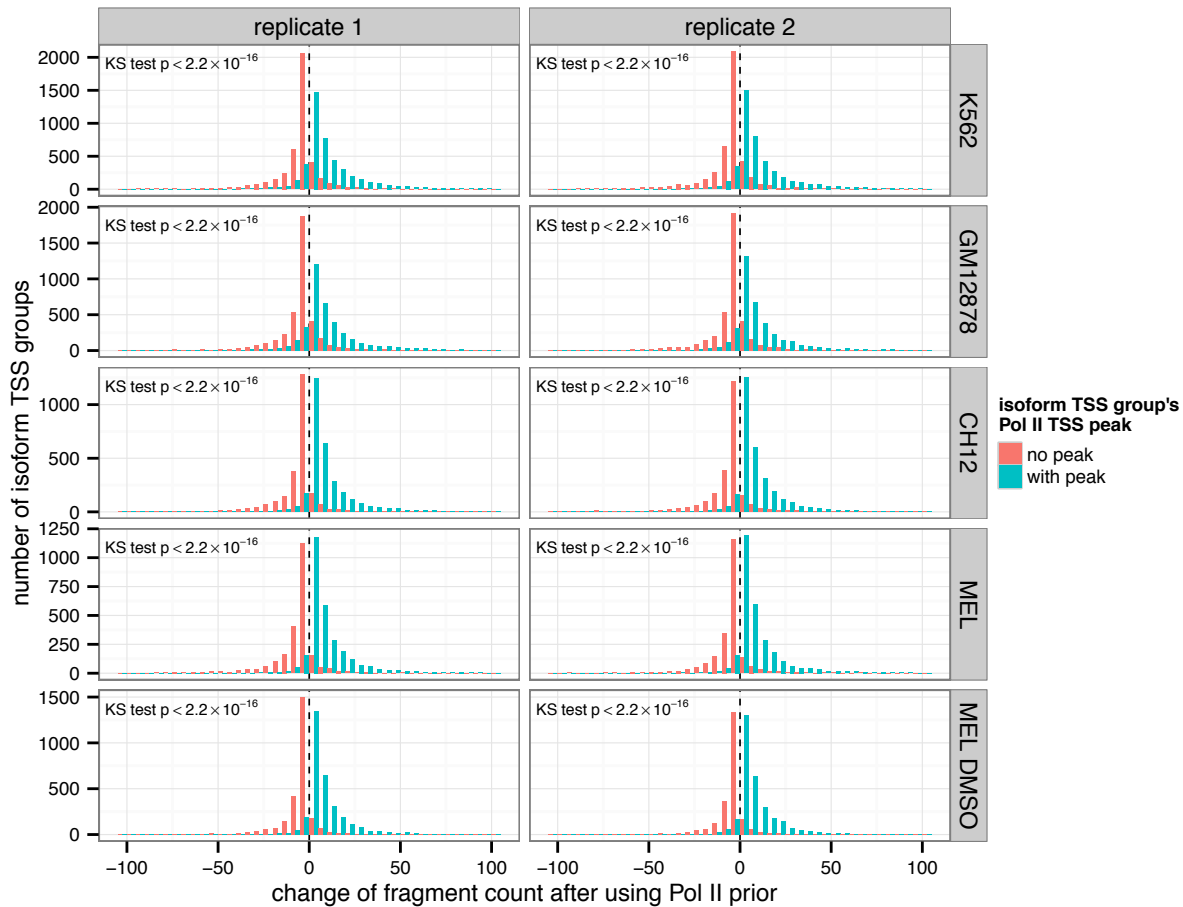 replicate 1
replicate 2
number of isoform TSS groups
2000
1500
1000
500
0
KS test p < 2.2 × 10⁻¹⁶
KS test p < 2.2 × 10⁻¹⁶
K562
2000
1500
1000
500
0
KS test p < 2.2 × 10⁻¹⁶
KS test p < 2.2 × 10⁻¹⁶
GM12878
1000
500
0
KS test p < 2.2 × 10⁻¹⁶
KS test p < 2.2 × 10⁻¹⁶
CH12
1250
1000
750
500
250
0
KS test p < 2.2 × 10⁻¹⁶
KS test p < 2.2 × 10⁻¹⁶
MEL
1500
1000
500
0
KS test p < 2.2 × 10⁻¹⁶
KS test p < 2.2 × 10⁻¹⁶
MEL DMSO
−100 −50 0 50 100
−100 −50 0 50 100
change of fragment count after using Pol II prior
isoform TSS group's
Pol II TSS peak
no peak
with peak